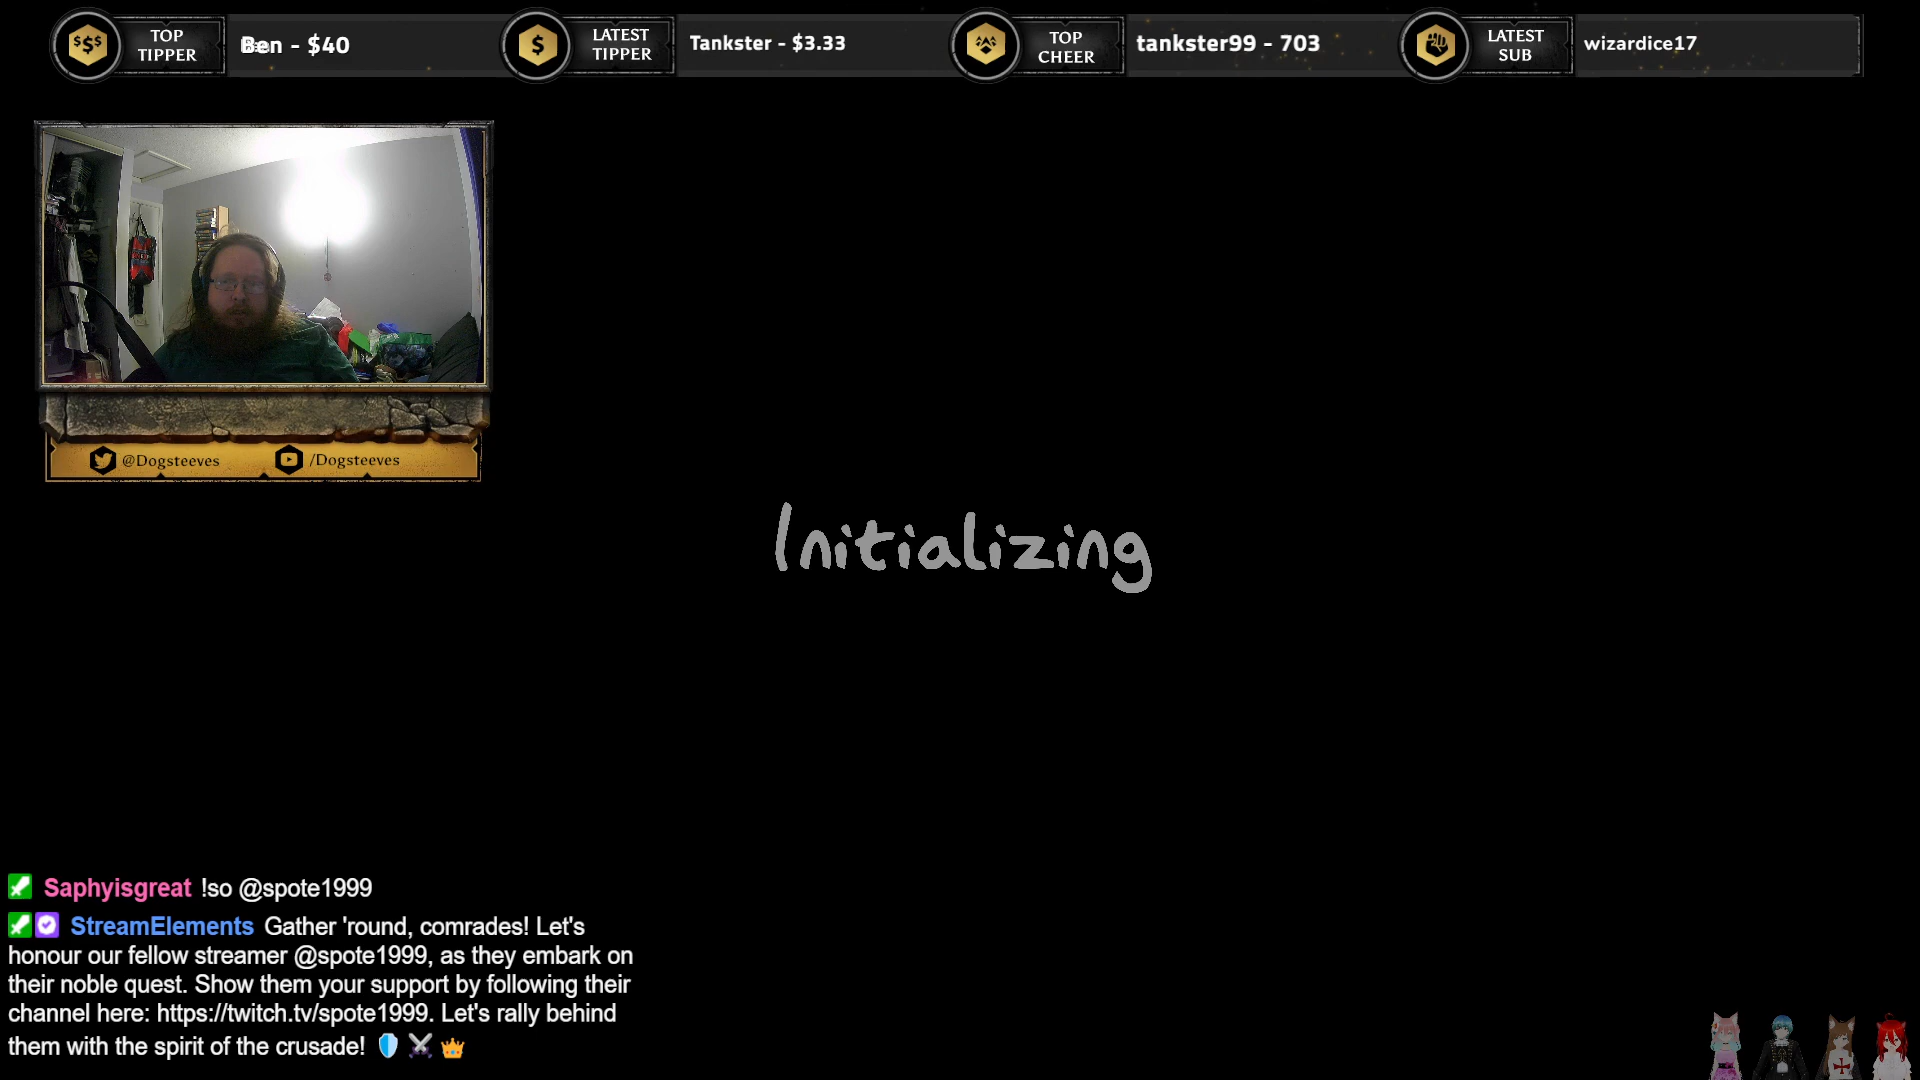 TOP TIPPER
Ben - $40
LATEST TIPPER
Tankster - $3.33
TOP CHEER
tankster99 - 703
LATEST SUB
wizardice17
@Dogsteeves
/Dogsteeves
Initializing
Saphyisgreat !so @spote1999
StreamElements Gather 'round, comrades! Let's
honour our fellow streamer @spote1999, as they embark on
their noble quest. Show them your support by following their
channel here: https://twitch.tv/spote1999. Let's rally behind
them with the spirit of the crusade! 🛡️ ⚔️ 👑